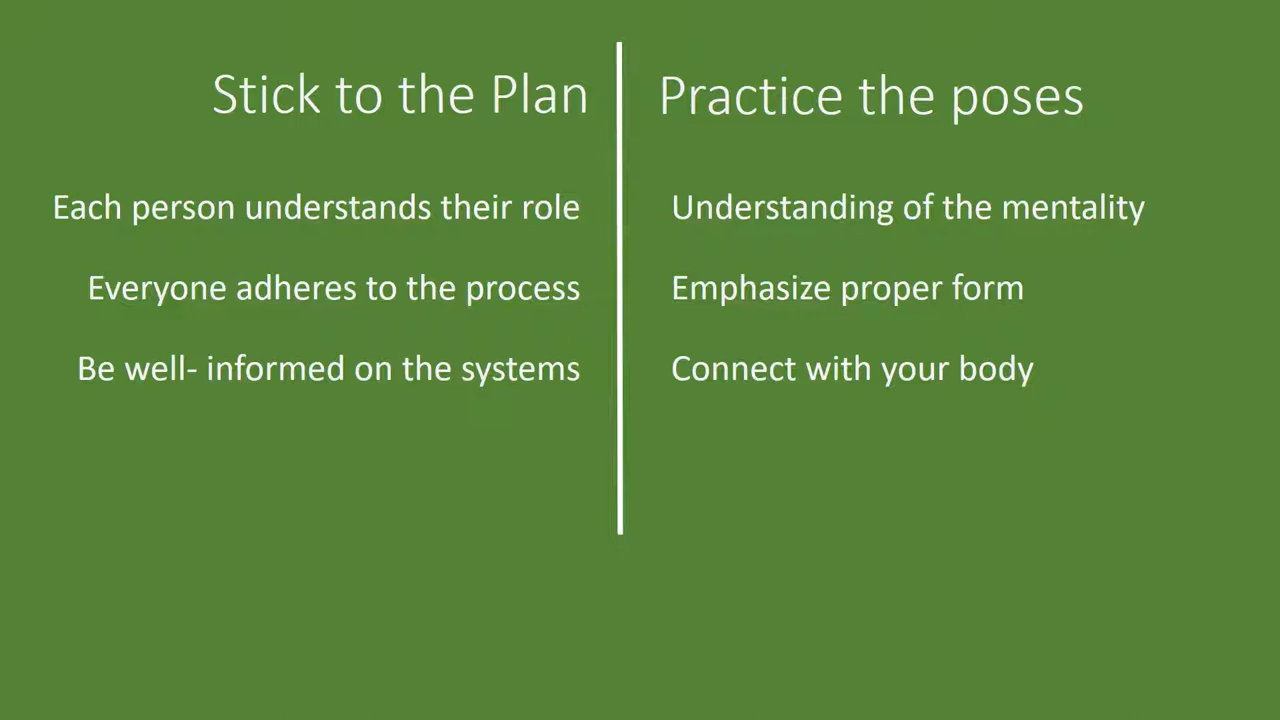 Stick to the Plan
Each person understands their role
Everyone adheres to the process
Be well- informed on the systems
Practice the poses
Understanding of the mentality
Emphasize proper form
Connect with your body